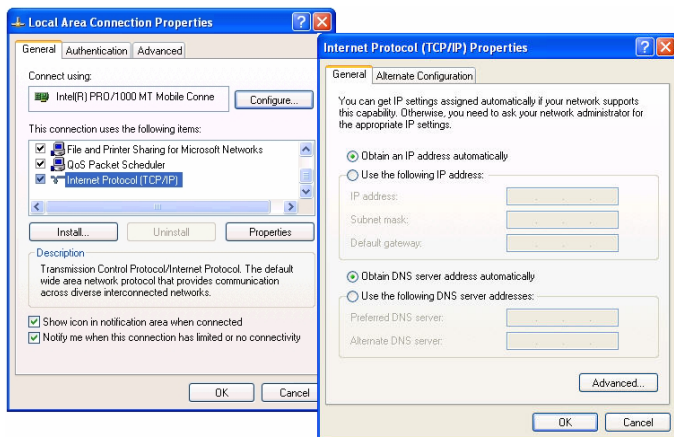 Local Area Connection Properties
General Authentication Advanced
Connect using:
Intel(R) PRO/1000 MT Mobile Conne
Configure...
This connection uses the following items:
File and Printer Sharing for Microsoft Networks
QoS Packet Scheduler
Internet Protocol (TCP/IP)
Install... Uninstall Properties
Description
Transmission Control Protocol/Internet Protocol. The default
wide area network protocol that provides communication
across diverse interconnected networks.
Show icon in notification area when connected
Notify me when this connection has limited or no connectivity
OK Cancel
Internet Protocol (TCP/IP) Properties
General Alternate Configuration
You can get IP settings assigned automatically if your network supports
this capability. Otherwise, you need to ask your network administrator for
the appropriate IP settings.
Obtain an IP address automatically
Use the following IP address:
IP address:
Subnet mask:
Default gateway:
Obtain DNS server address automatically
Use the following DNS server addresses:
Preferred DNS server:
Alternate DNS server:
Advanced...
OK Cancel